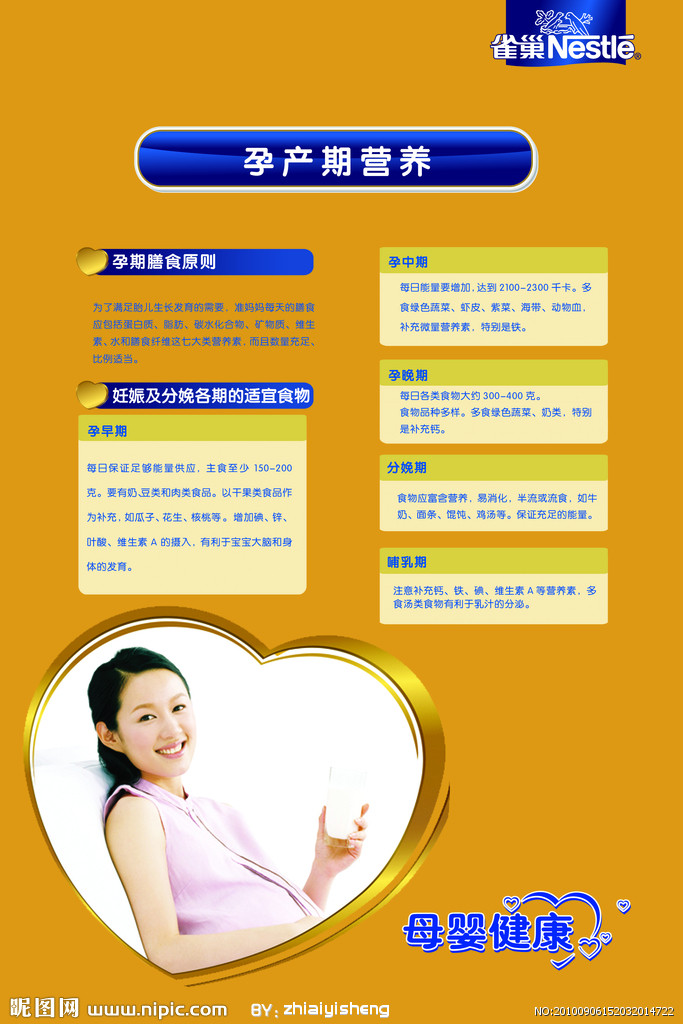 雀巢Nestlé®
孕产期营养
孕期膳食原则
为了满足胎儿生长发育的需要，准妈妈每天的膳食
应包括蛋白质、脂肪、碳水化合物、矿物质、维生
素、水和膳食纤维这七大类营养素，而且数量充足、
比例适当。
妊娠及分娩各期的适宜食物
孕早期
每日保证足够能量供应，主食至少 150-200
克。要有奶、豆类和肉类食品。以干果类食品作
为补充，如瓜子、花生、核桃等。增加碘、锌、
叶酸、维生素 A 的摄入，有利于宝宝大脑和身
体的发育。
孕中期
每日能量要增加，达到 2100-2300 千卡。多
食绿色蔬菜、虾皮、紫菜、海带、动物血，
补充微量营养素，特别是铁。
孕晚期
每日各类食物大约 300-400 克。
食物品种多样。多食绿色蔬菜、奶类，特别
是补充钙。
分娩期
食物应富含营养，易消化，半流或流食，如牛
奶、面条、馄饨、鸡汤等。保证充足的能量。
哺乳期
注意补充钙、铁、碘、维生素 A 等营养素，多
食汤类食物有利于乳汁的分泌。
母婴健康
昵图网 www.nipic.com BY: zhiaiyisheng
NO:20100906152032014722